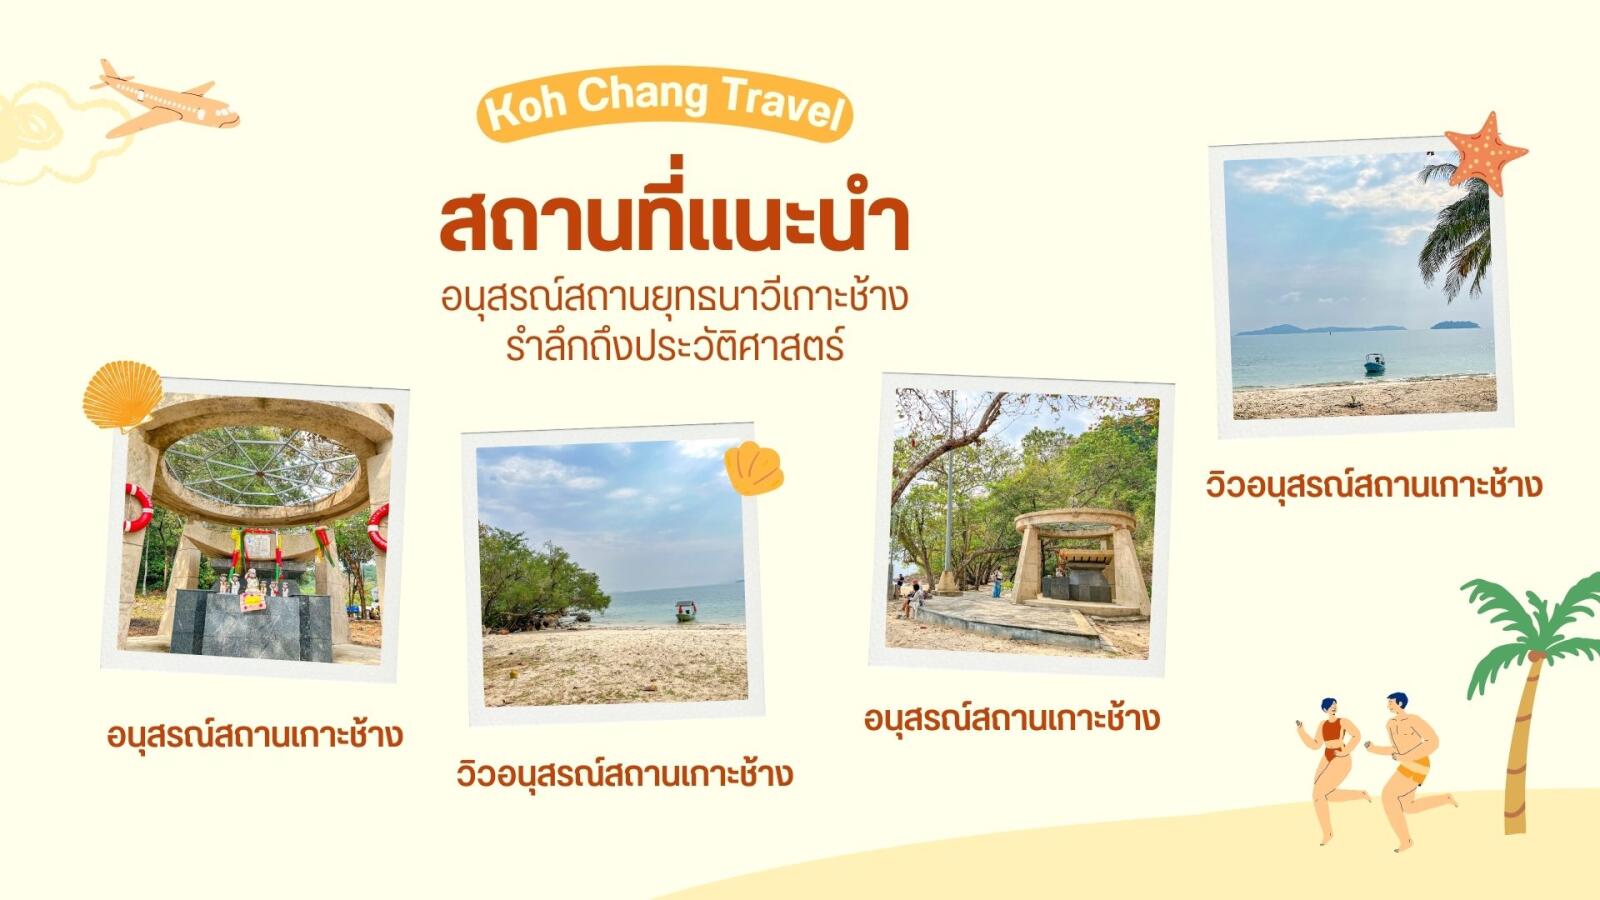 Koh Chang Travel
สถานที่แนะนำ
อนุสรณ์สถานยุทธนาวีเกาะช้าง
รำลึกถึงประวัติศาสตร์
วิวอนุสรณ์สถานเกาะช้าง
อนุสรณ์สถานเกาะช้าง
วิวอนุสรณ์สถานเกาะช้าง
อนุสรณ์สถานเกาะช้าง